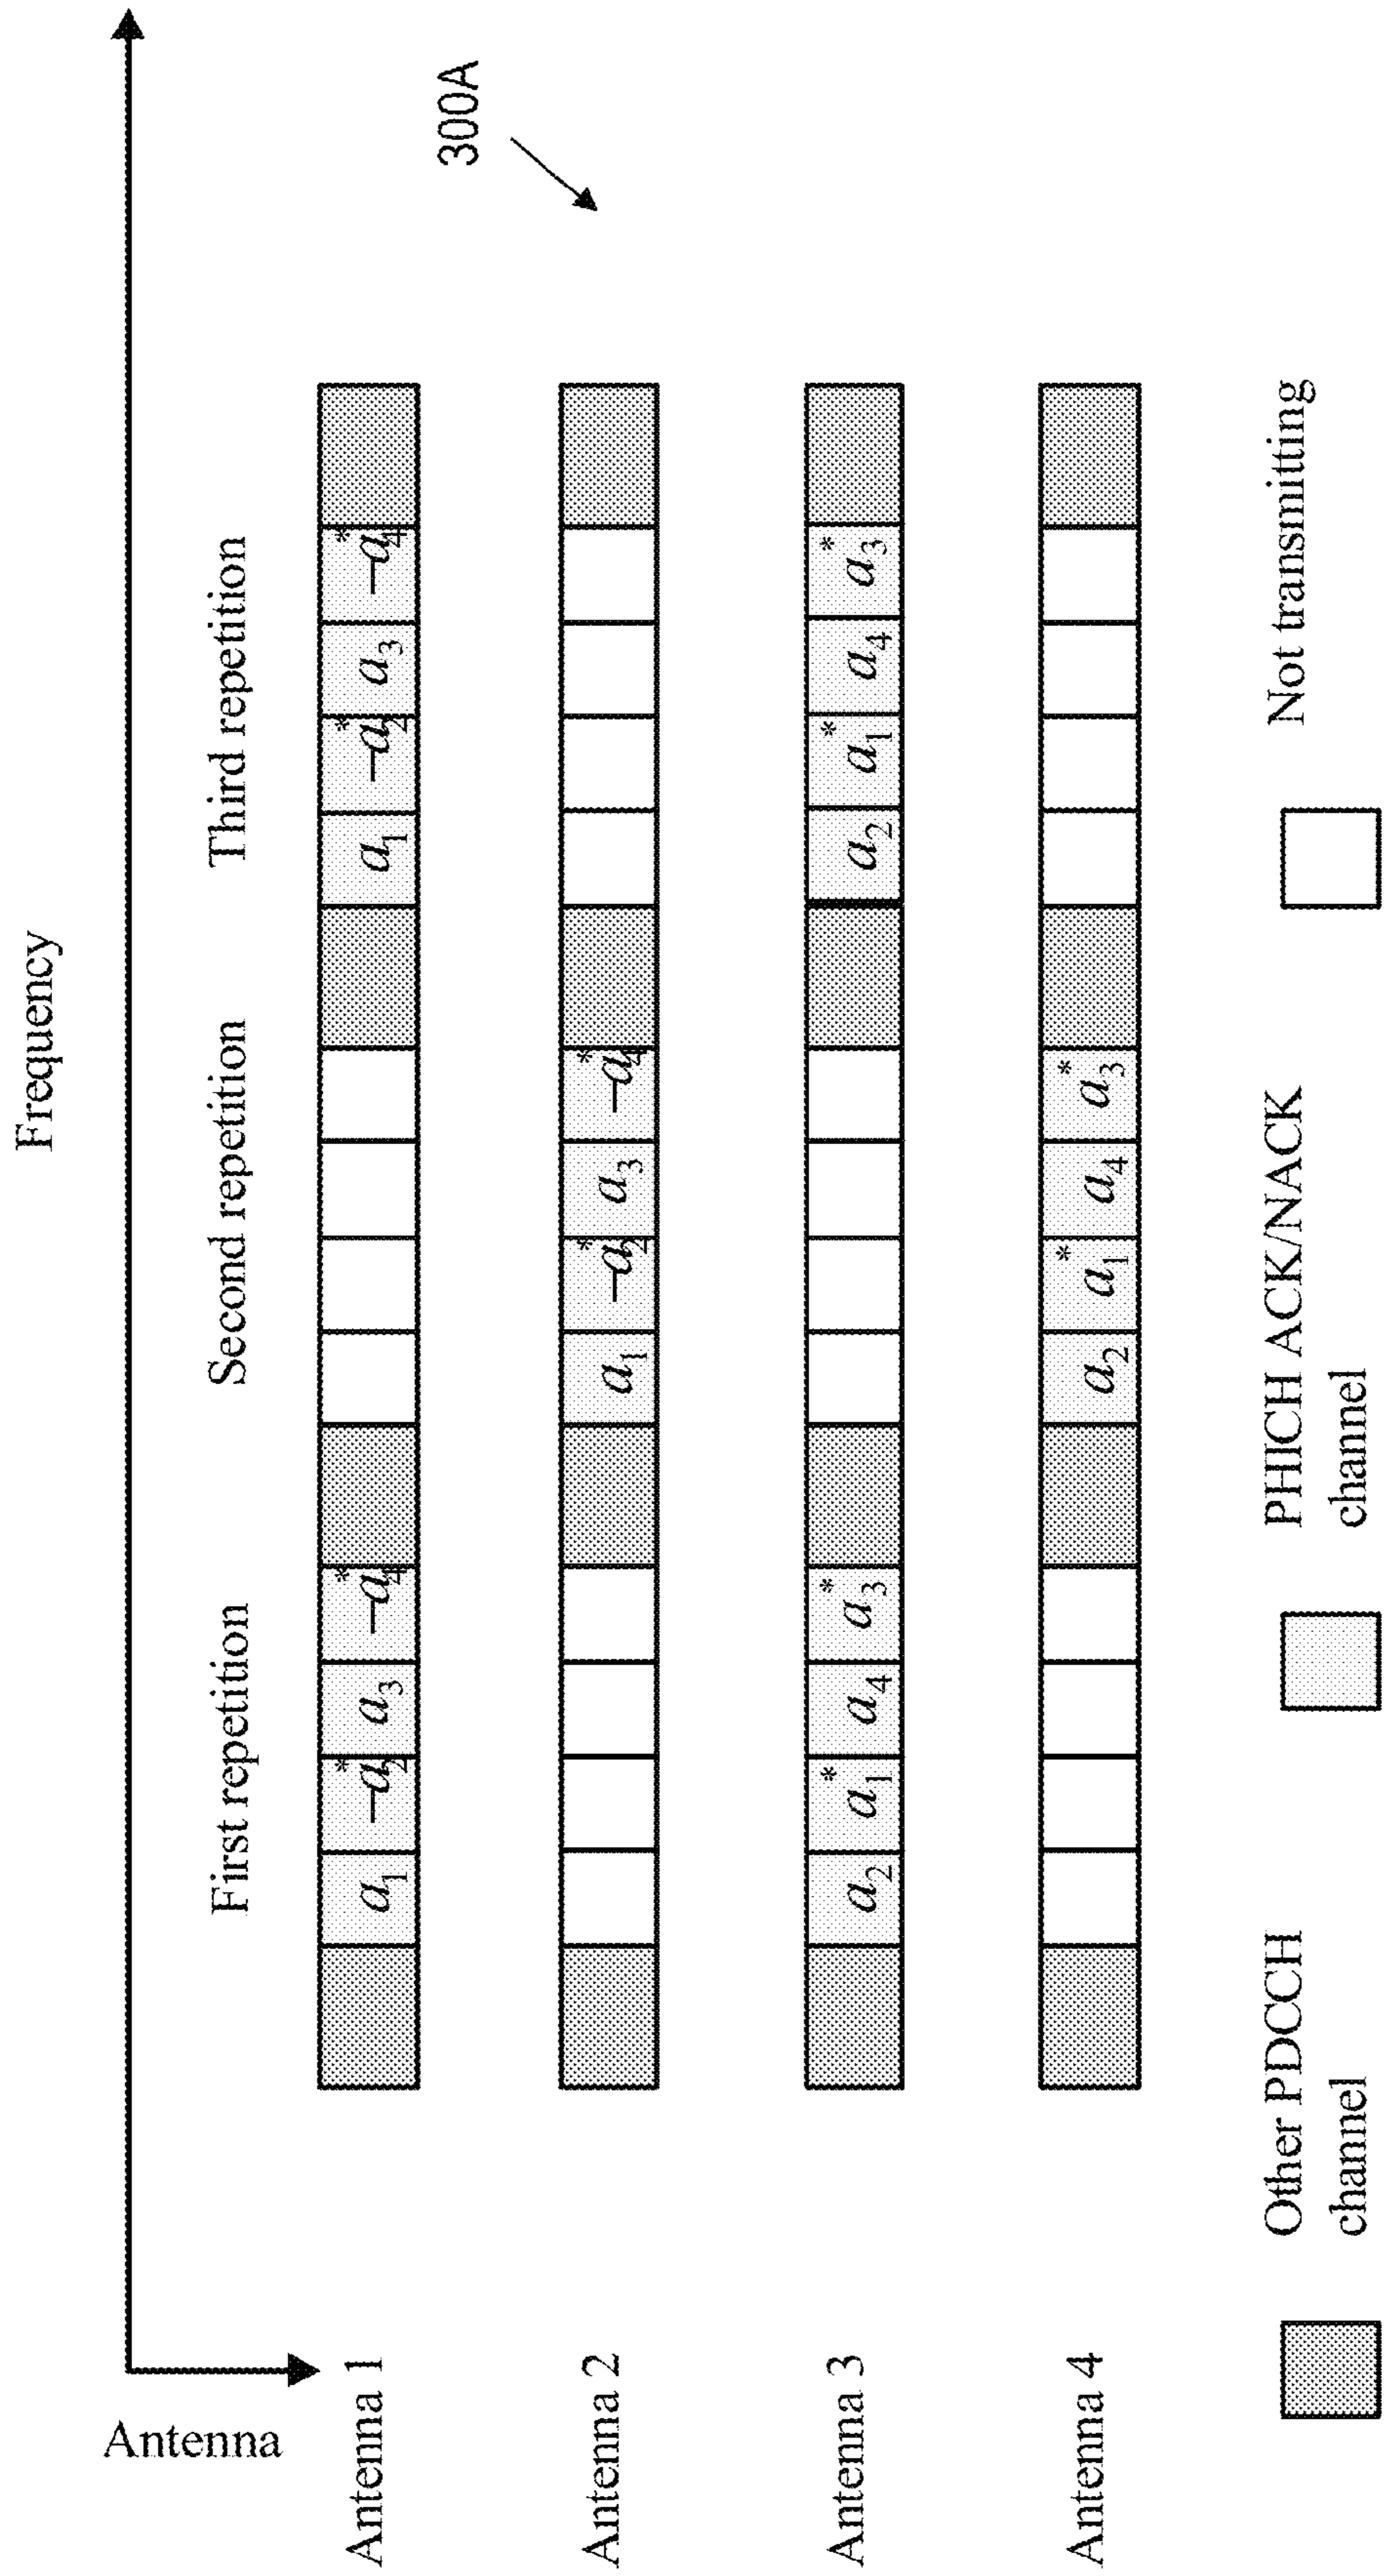 Frequency
Antenna
300A
First repetition Second repetition Third repetition
Antenna 1 a₁ −a₂* a₃ −a₄* a₁ −a₂* a₃ −a₄*
Antenna 2 a₁ −a₂* a₃ −a₄*
Antenna 3 a₂ a₁* a₄ a₃* a₂ a₁* a₄ a₃*
Antenna 4 a₂ a₁* a₄ a₃*
Other PDCCH
channel
PHICH ACK/NACK
channel
Not transmitting